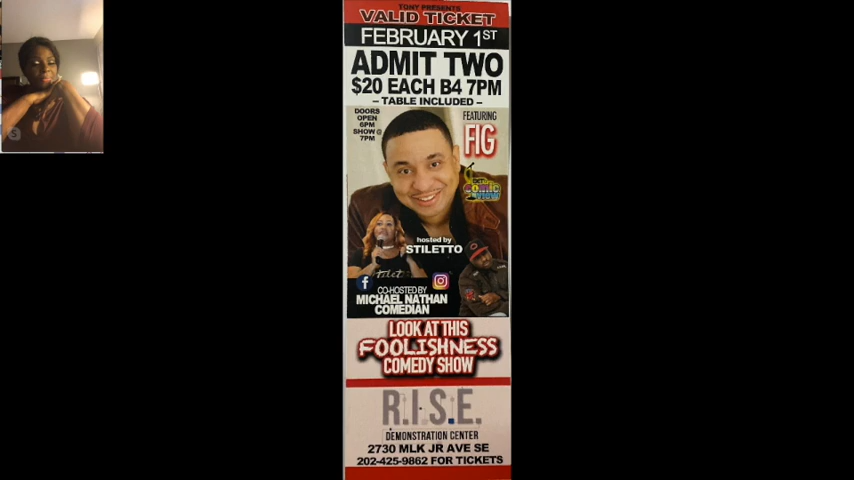 TONY PRESENTS
VALID TICKET
FEBRUARY 1ST
ADMIT TWO
$20 EACH B4 7PM
– TABLE INCLUDED –
DOORS
OPEN
6PM
SHOW @
7PM
FEATURING
FIG
Comic
View
hosted by
STILETTO
CO-HOSTED BY
MICHAEL NATHAN
COMEDIAN
LOOK AT THIS
FOOLISHNESS
COMEDY SHOW
R.I.S.E.
DEMONSTRATION CENTER
2730 MLK JR AVE SE
202-425-9862 FOR TICKETS